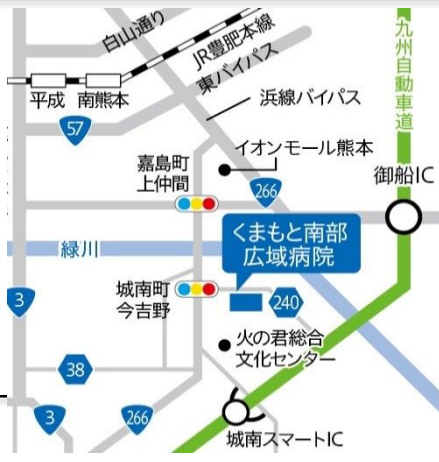 白山通り
JR豊肥本線
東バイパス
平成
南熊本
浜線バイパス
九州自動車道
57
イオンモール熊本
嘉島町
上仲間
266
御船IC
くまもと南部
広域病院
緑川
城南町
今吉野
3
240
火の君総合
文化センター
38
3
266
城南スマートIC